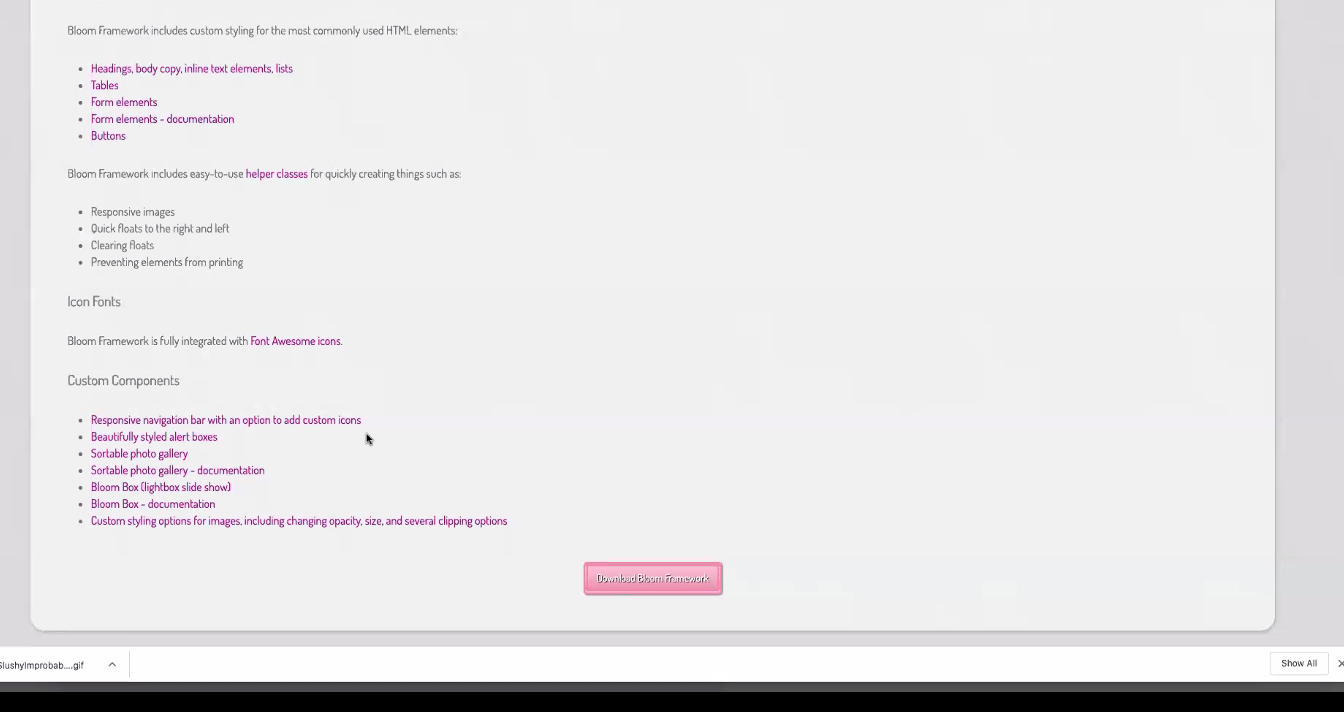 Bloom Framework includes custom styling for the most commonly used HTML elements:
Headings, body copy, inline text elements, lists
Tables
Form elements
Form elements - documentation
Buttons
Bloom Framework includes easy-to-use helper classes for quickly creating things such as:
Responsive images
Quick floats to the right and left
Clearing floats
Preventing elements from printing
Icon Fonts
Bloom Framework is fully integrated with Font Awesome icons.
Custom Components
Responsive navigation bar with an option to add custom icons
Beautifully styled alert boxes
Sortable photo gallery
Sortable photo gallery - documentation
Bloom Box (lightbox slide show)
Bloom Box - documentation
Custom styling options for images, including changing opacity, size, and several clipping options
Download Bloom Framework
SlushyImprobab....gif
Show All